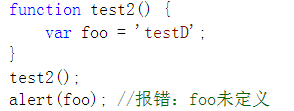 function test2() {
    var foo = 'testD';
}
test2();
alert(foo); //报错：foo未定义